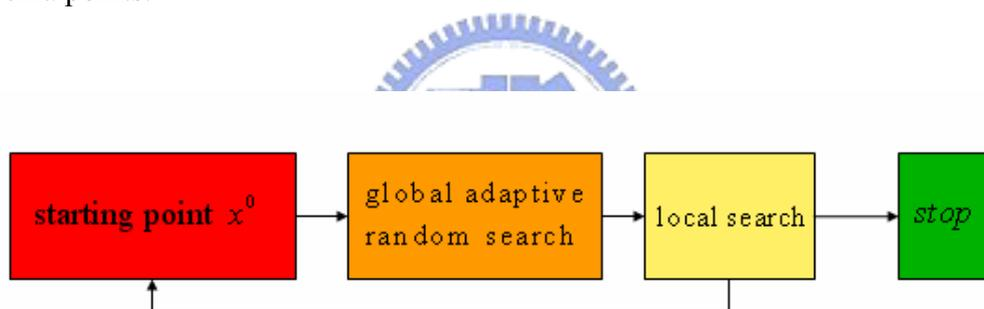 starting point x⁰
global adaptive
random search
local search
stop